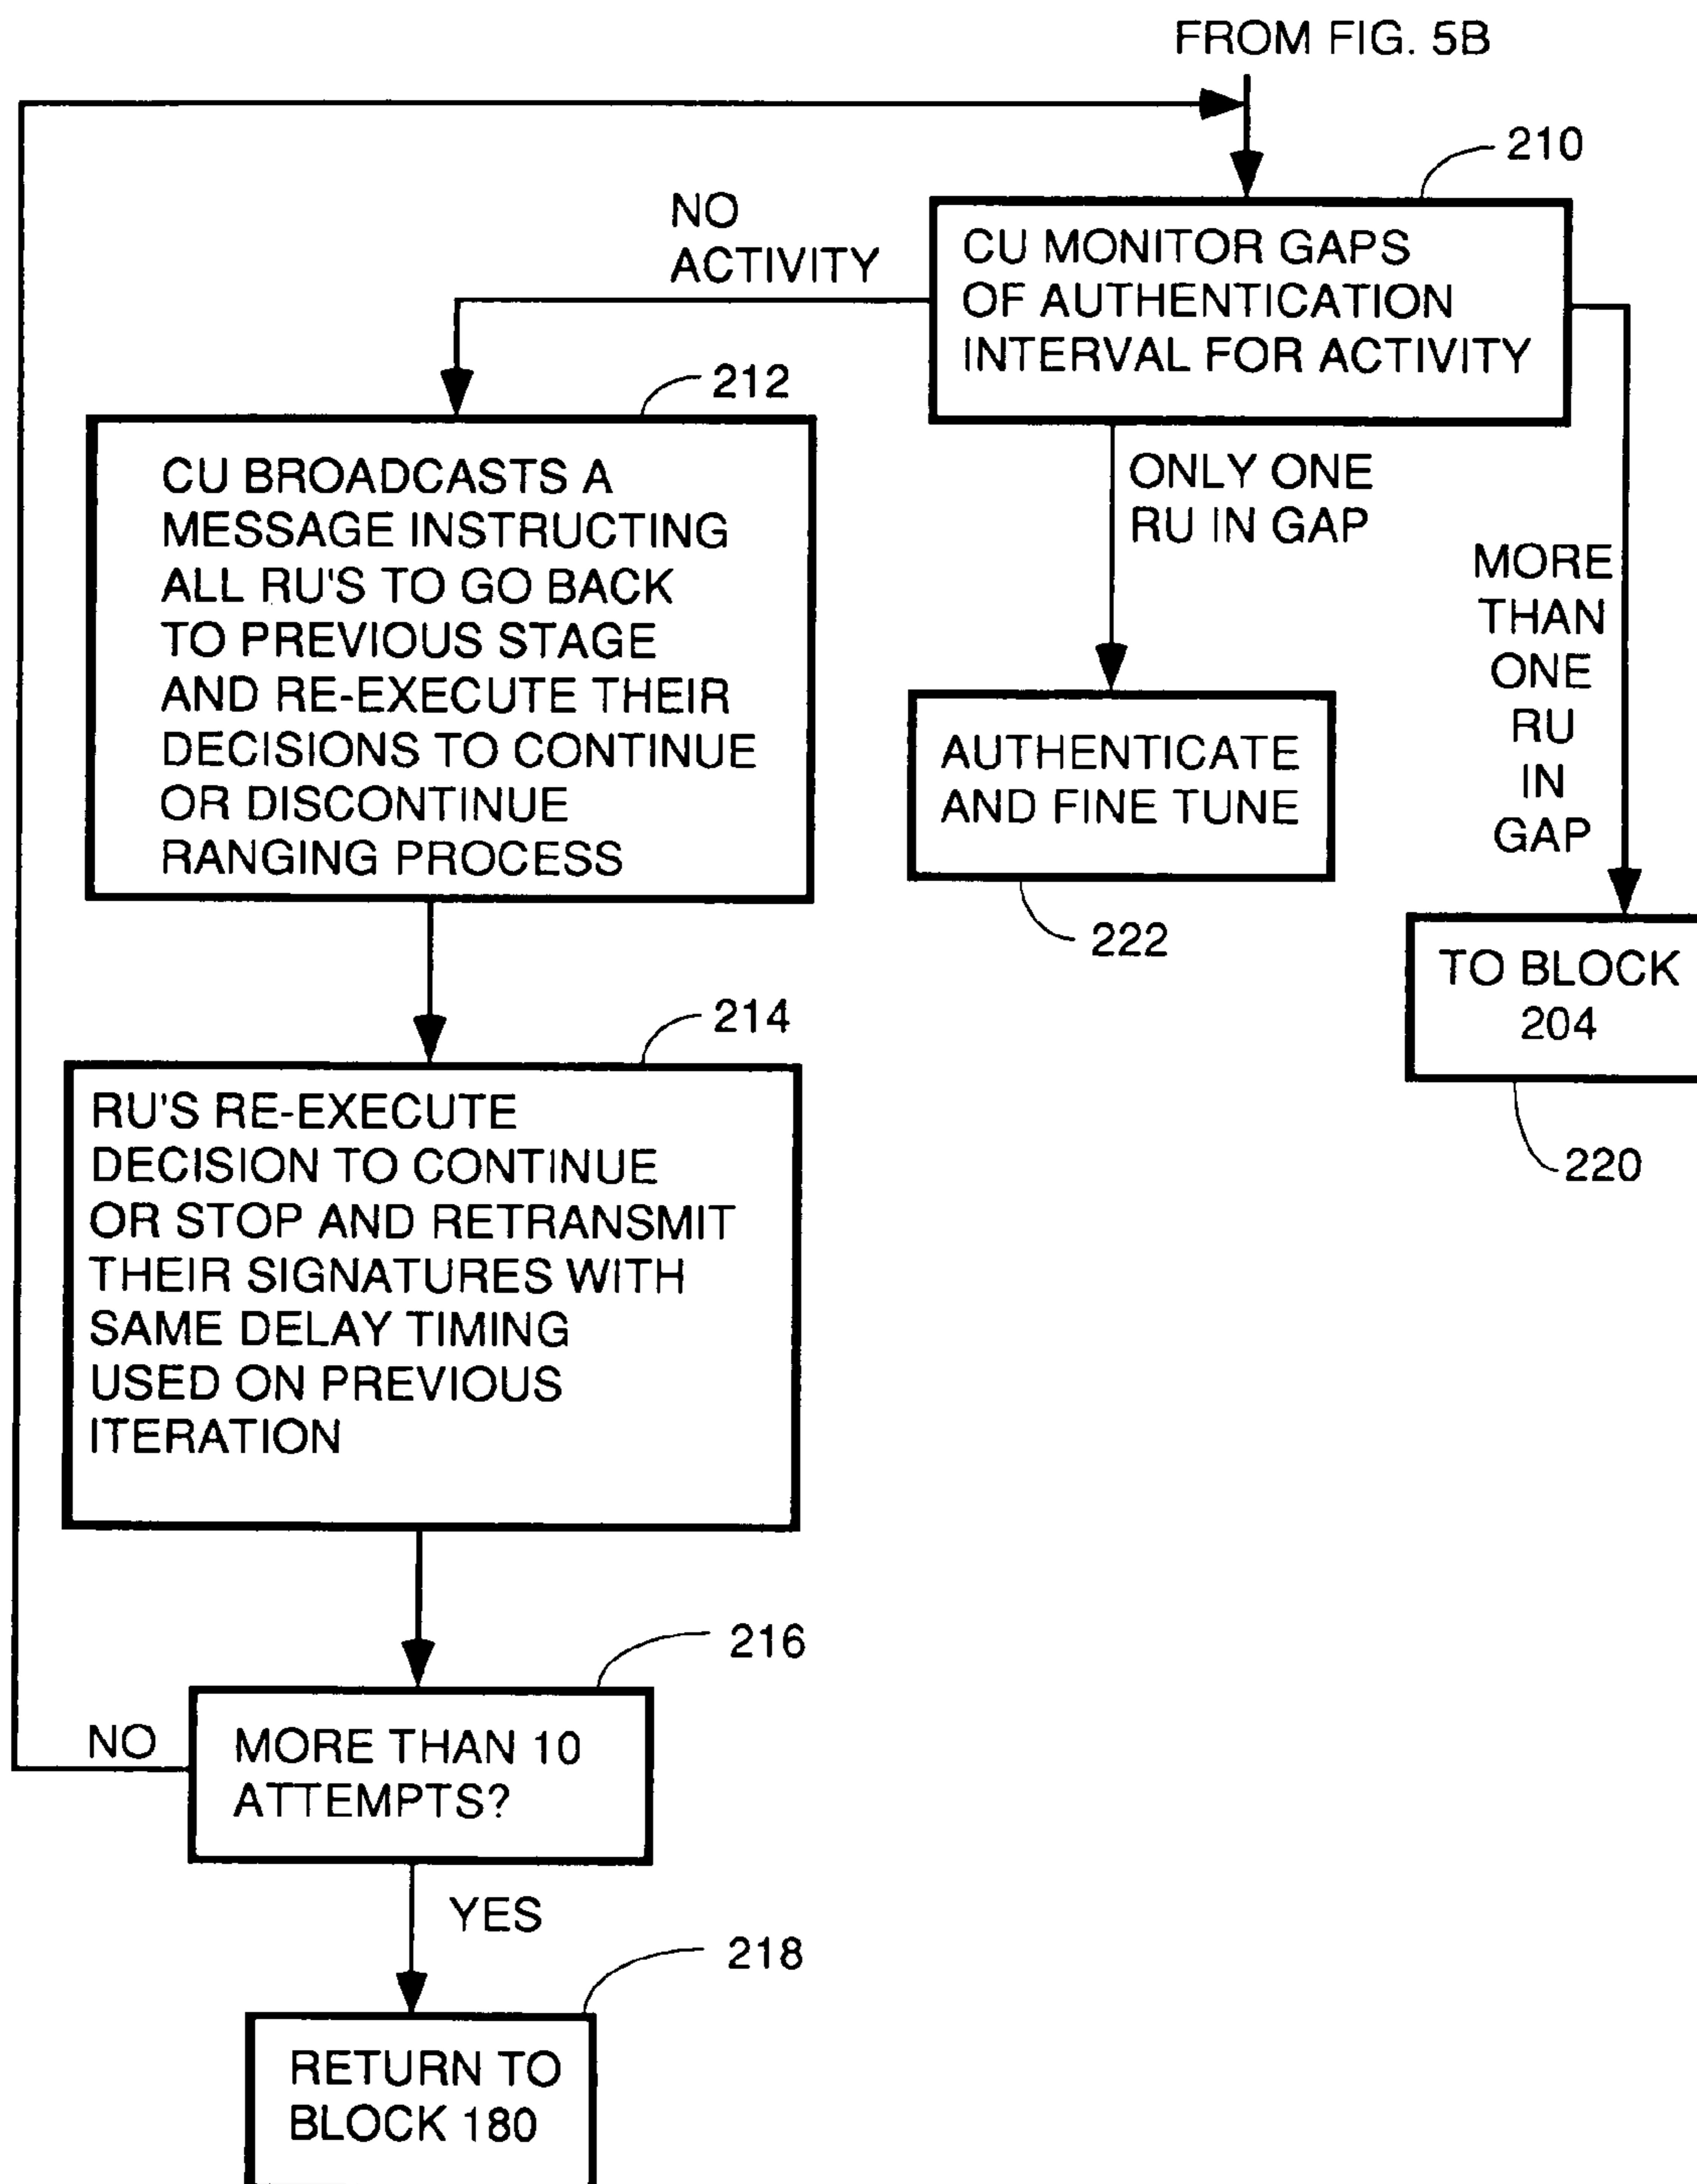 FROM FIG. 5B
210
NO
ACTIVITY
CU MONITOR GAPS
OF AUTHENTICATION
INTERVAL FOR ACTIVITY
212
CU BROADCASTS A
MESSAGE INSTRUCTING
ALL RU'S TO GO BACK
TO PREVIOUS STAGE
AND RE-EXECUTE THEIR
DECISIONS TO CONTINUE
OR DISCONTINUE
RANGING PROCESS
ONLY ONE
RU IN GAP
MORE
THAN
ONE
RU
IN
GAP
AUTHENTICATE
AND FINE TUNE
222
TO BLOCK
204
220
214
RU'S RE-EXECUTE
DECISION TO CONTINUE
OR STOP AND RETRANSMIT
THEIR SIGNATURES WITH
SAME DELAY TIMING
USED ON PREVIOUS
ITERATION
216
NO
MORE THAN 10
ATTEMPTS?
YES
218
RETURN TO
BLOCK 180